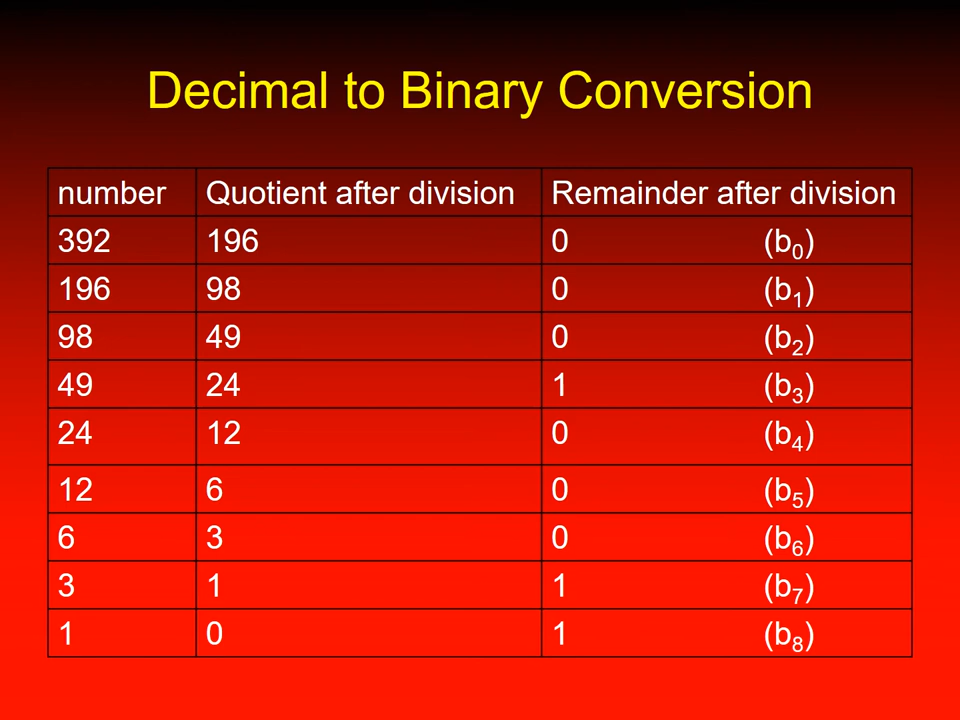 Decimal to Binary Conversion
number Quotient after division Remainder after division
392 196 0 (b₀)
196 98 0 (b₁)
98 49 0 (b₂)
49 24 1 (b₃)
24 12 0 (b₄)
12 6 0 (b₅)
6 3 0 (b₆)
3 1 1 (b₇)
1 0 1 (b₈)